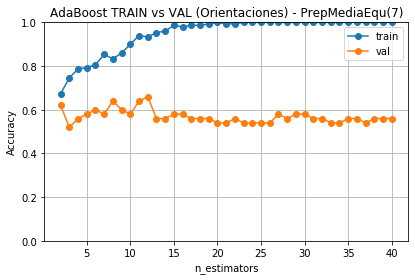 AdaBoost TRAIN vs VAL (Orientaciones) - PrepMediaEqu(7)
train
val
Accuracy
1.0
0.8
0.6
0.4
0.2
0.0
5
10
15
20
25
30
35
40
n_estimators